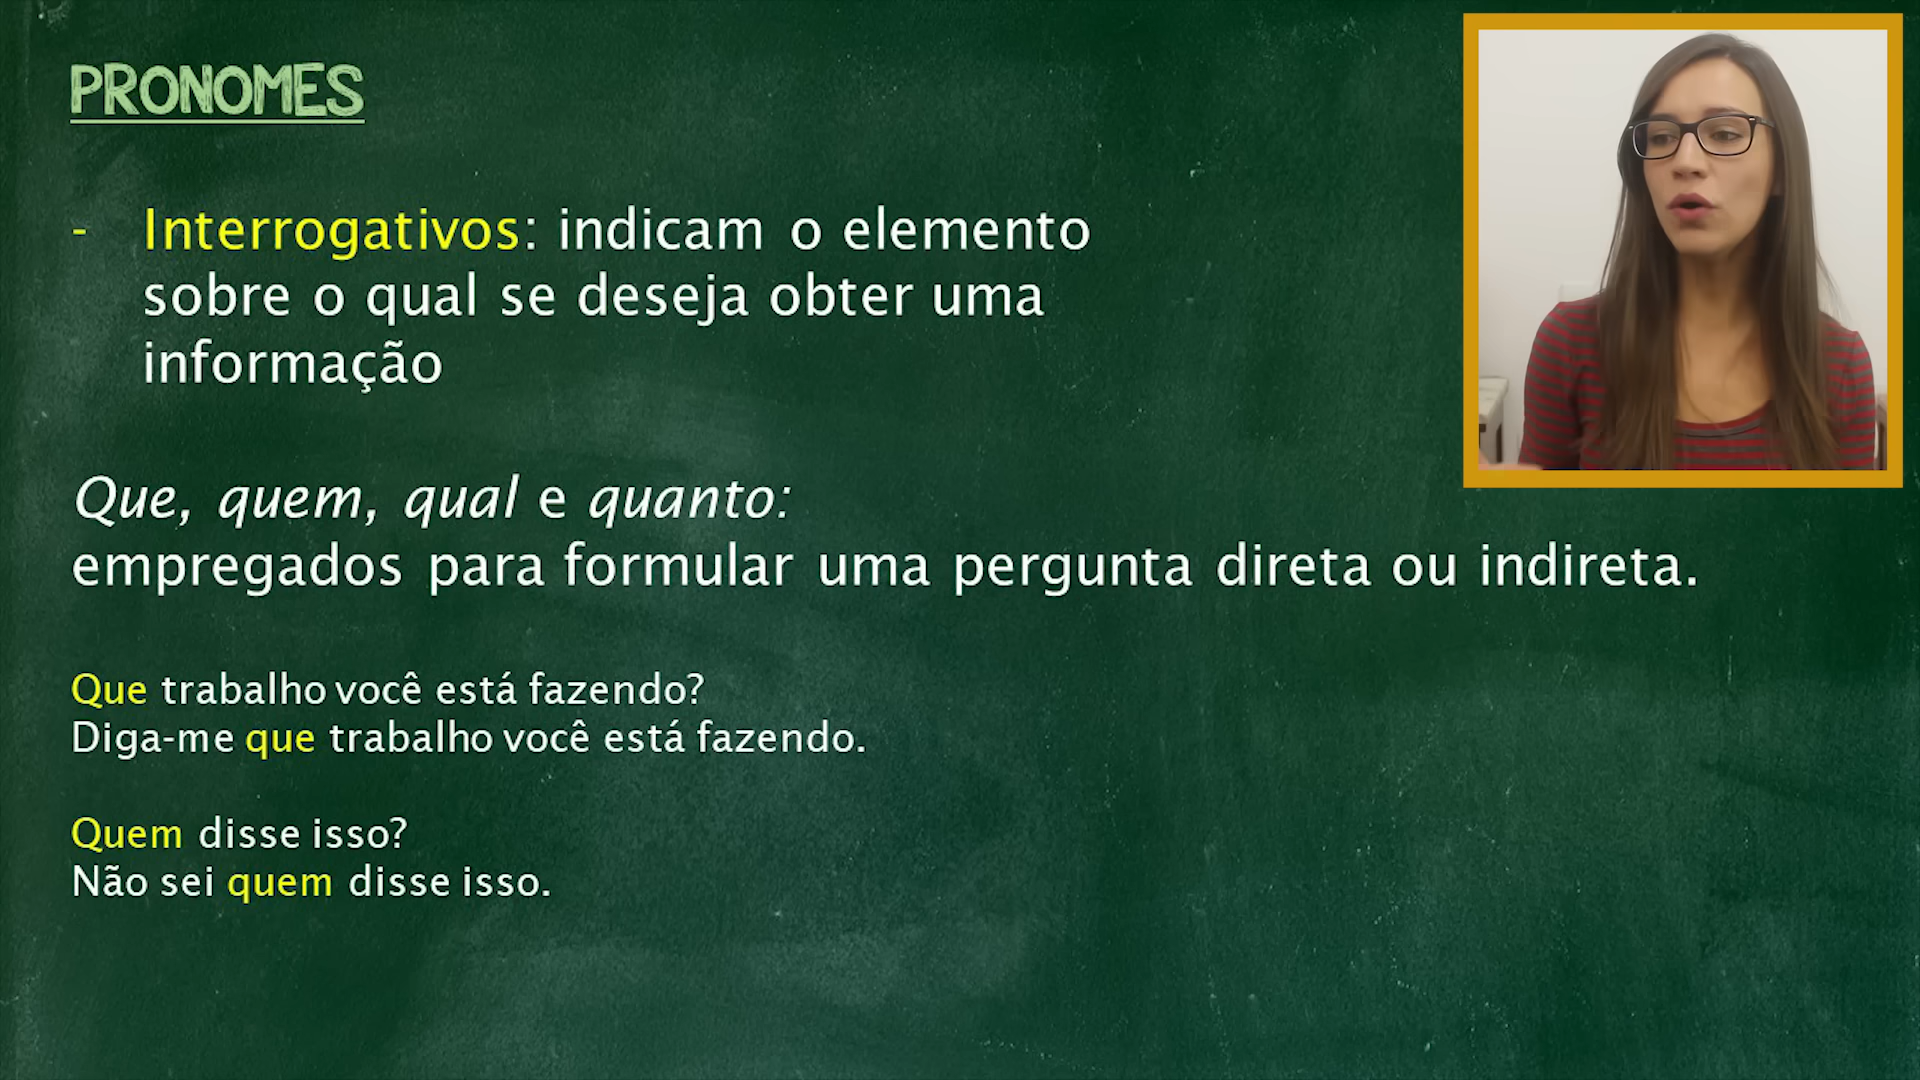 PRONOMES
- Interrogativos: indicam o elemento
sobre o qual se deseja obter uma
informação
Que, quem, qual e quanto:
empregados para formular uma pergunta direta ou indireta.
Que trabalho você está fazendo?
Diga-me que trabalho você está fazendo.
Quem disse isso?
Não sei quem disse isso.